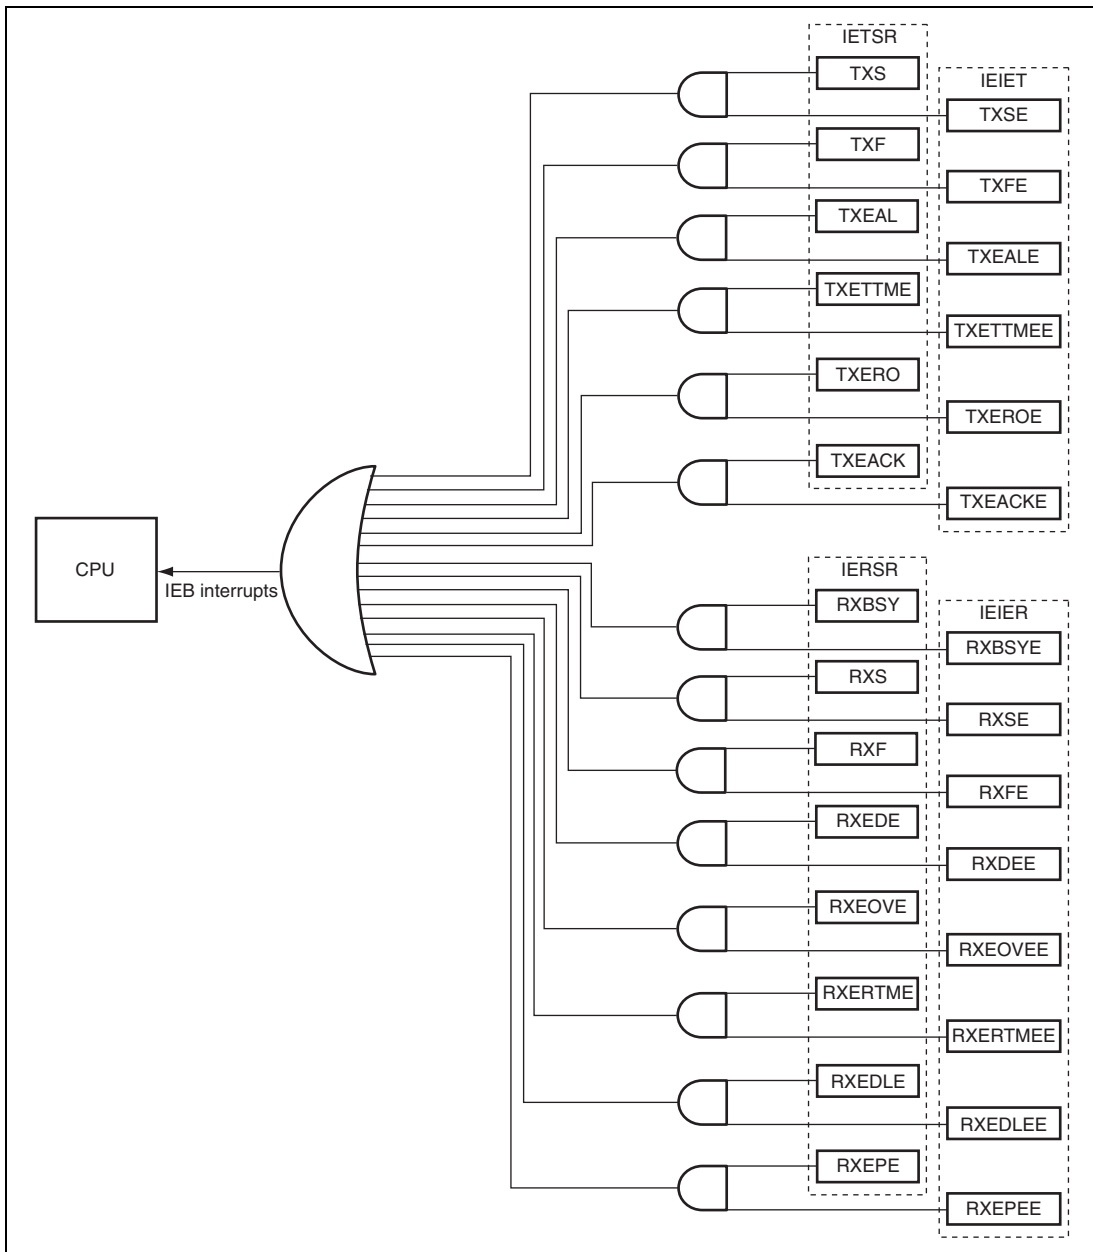 IETSR
TXS
IEIET
TXSE
TXF
TXFE
TXEAL
TXEALE
TXETTME
TXETTMEE
TXERO
TXEROE
TXEACK
TXEACKE
CPU
IEB interrupts
IERSR
RXBSY
IEIER
RXBSYE
RXS
RXSE
RXF
RXFE
RXEDE
RXDEE
RXEOVE
RXEOVEE
RXERTME
RXERTMEE
RXEDLE
RXEDLEE
RXEPE
RXEPEE